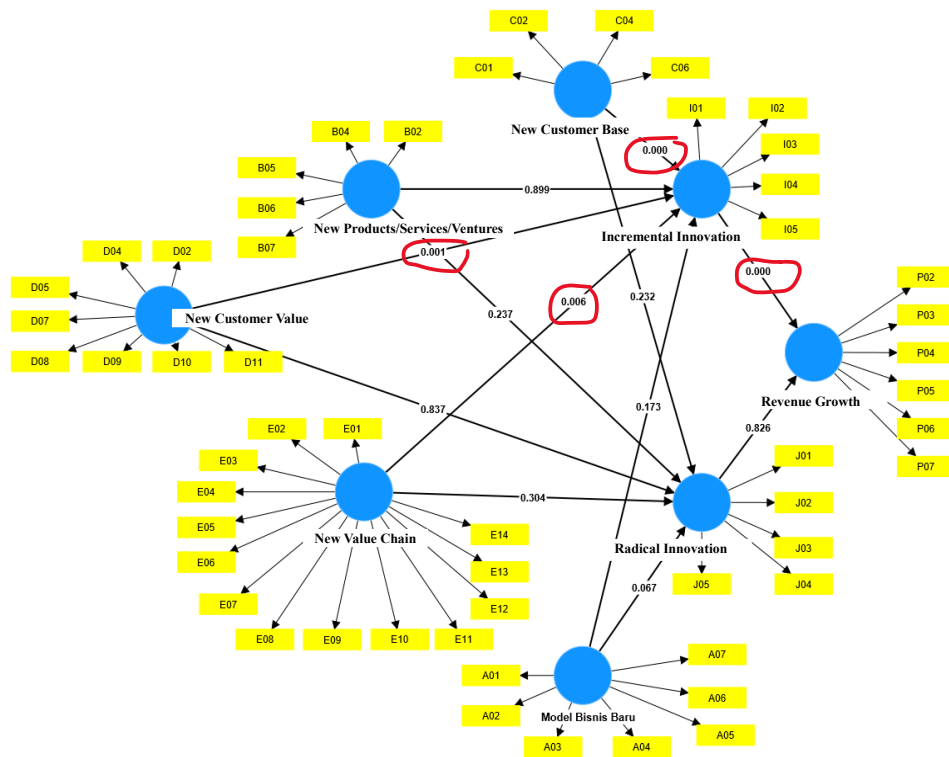 C02
C04
C01
C06
New Customer Base
I01
I02
I03
I04
I05
0.000
B04
B02
B05
B06
B07
New Products/Services/Ventures
0.899
Incremental Innovation
0.001
0.000
D04
D02
D05
D07
D08
D09
D10
D11
New Customer Value
0.006
0.232
0.237
P02
P03
P04
P05
P06
P07
Revenue Growth
0.837
0.173
0.826
E02
E01
E03
E04
E05
E06
E07
E08
E09
E10
E11
E12
E13
E14
New Value Chain
0.304
J01
J02
J03
J04
J05
Radical Innovation
0.067
A07
A01
A06
A02
A05
A03
A04
Model Bisnis Baru